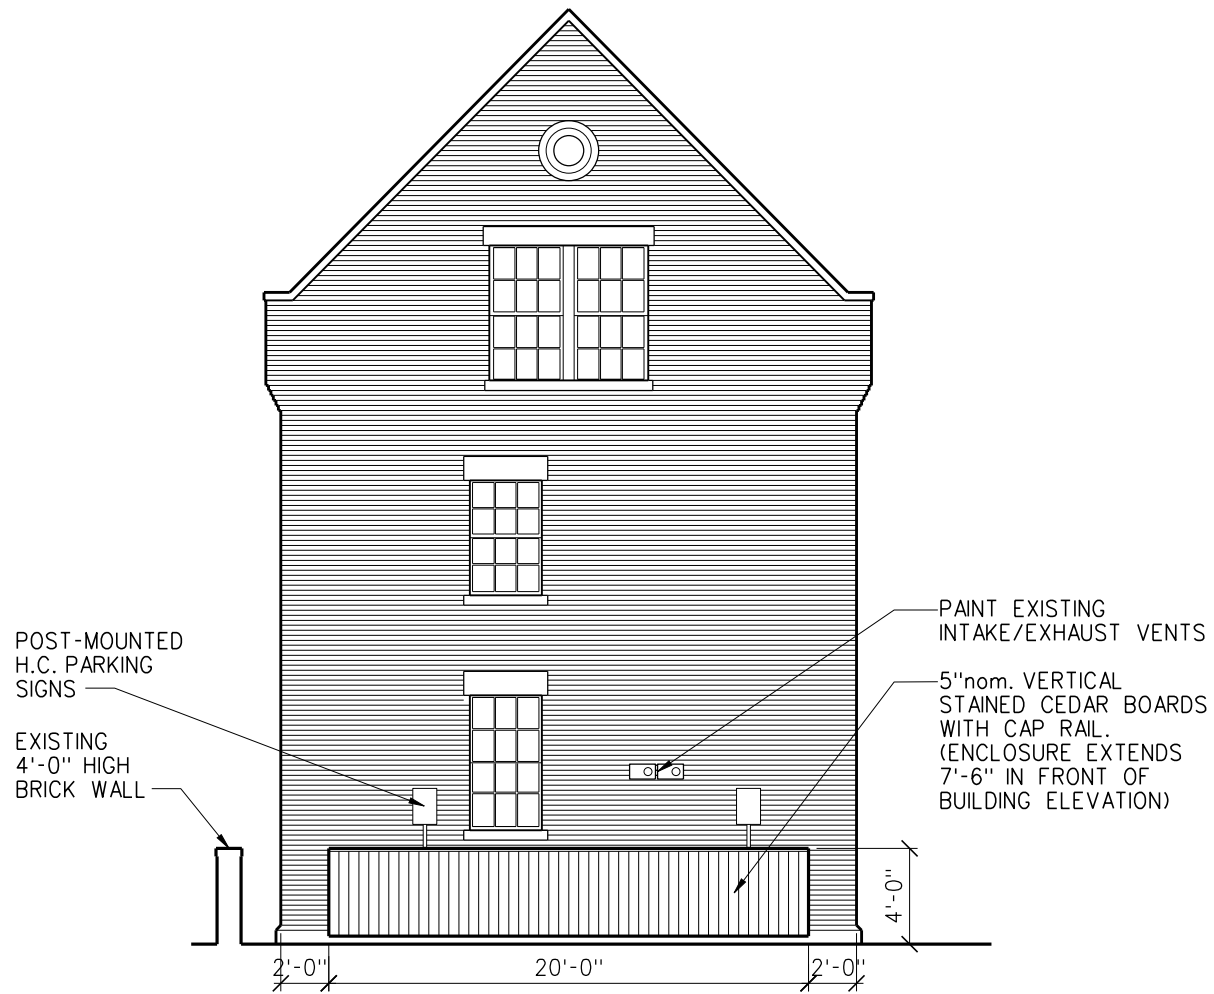 POST-MOUNTED
H.C. PARKING
SIGNS
EXISTING
4'-0" HIGH
BRICK WALL
PAINT EXISTING
INTAKE/EXHAUST VENTS
5"nom. VERTICAL
STAINED CEDAR BOARDS
WITH CAP RAIL.
(ENCLOSURE EXTENDS
7'-6" IN FRONT OF
BUILDING ELEVATION)
4'-0"
2'-0" 20'-0" 2'-0"